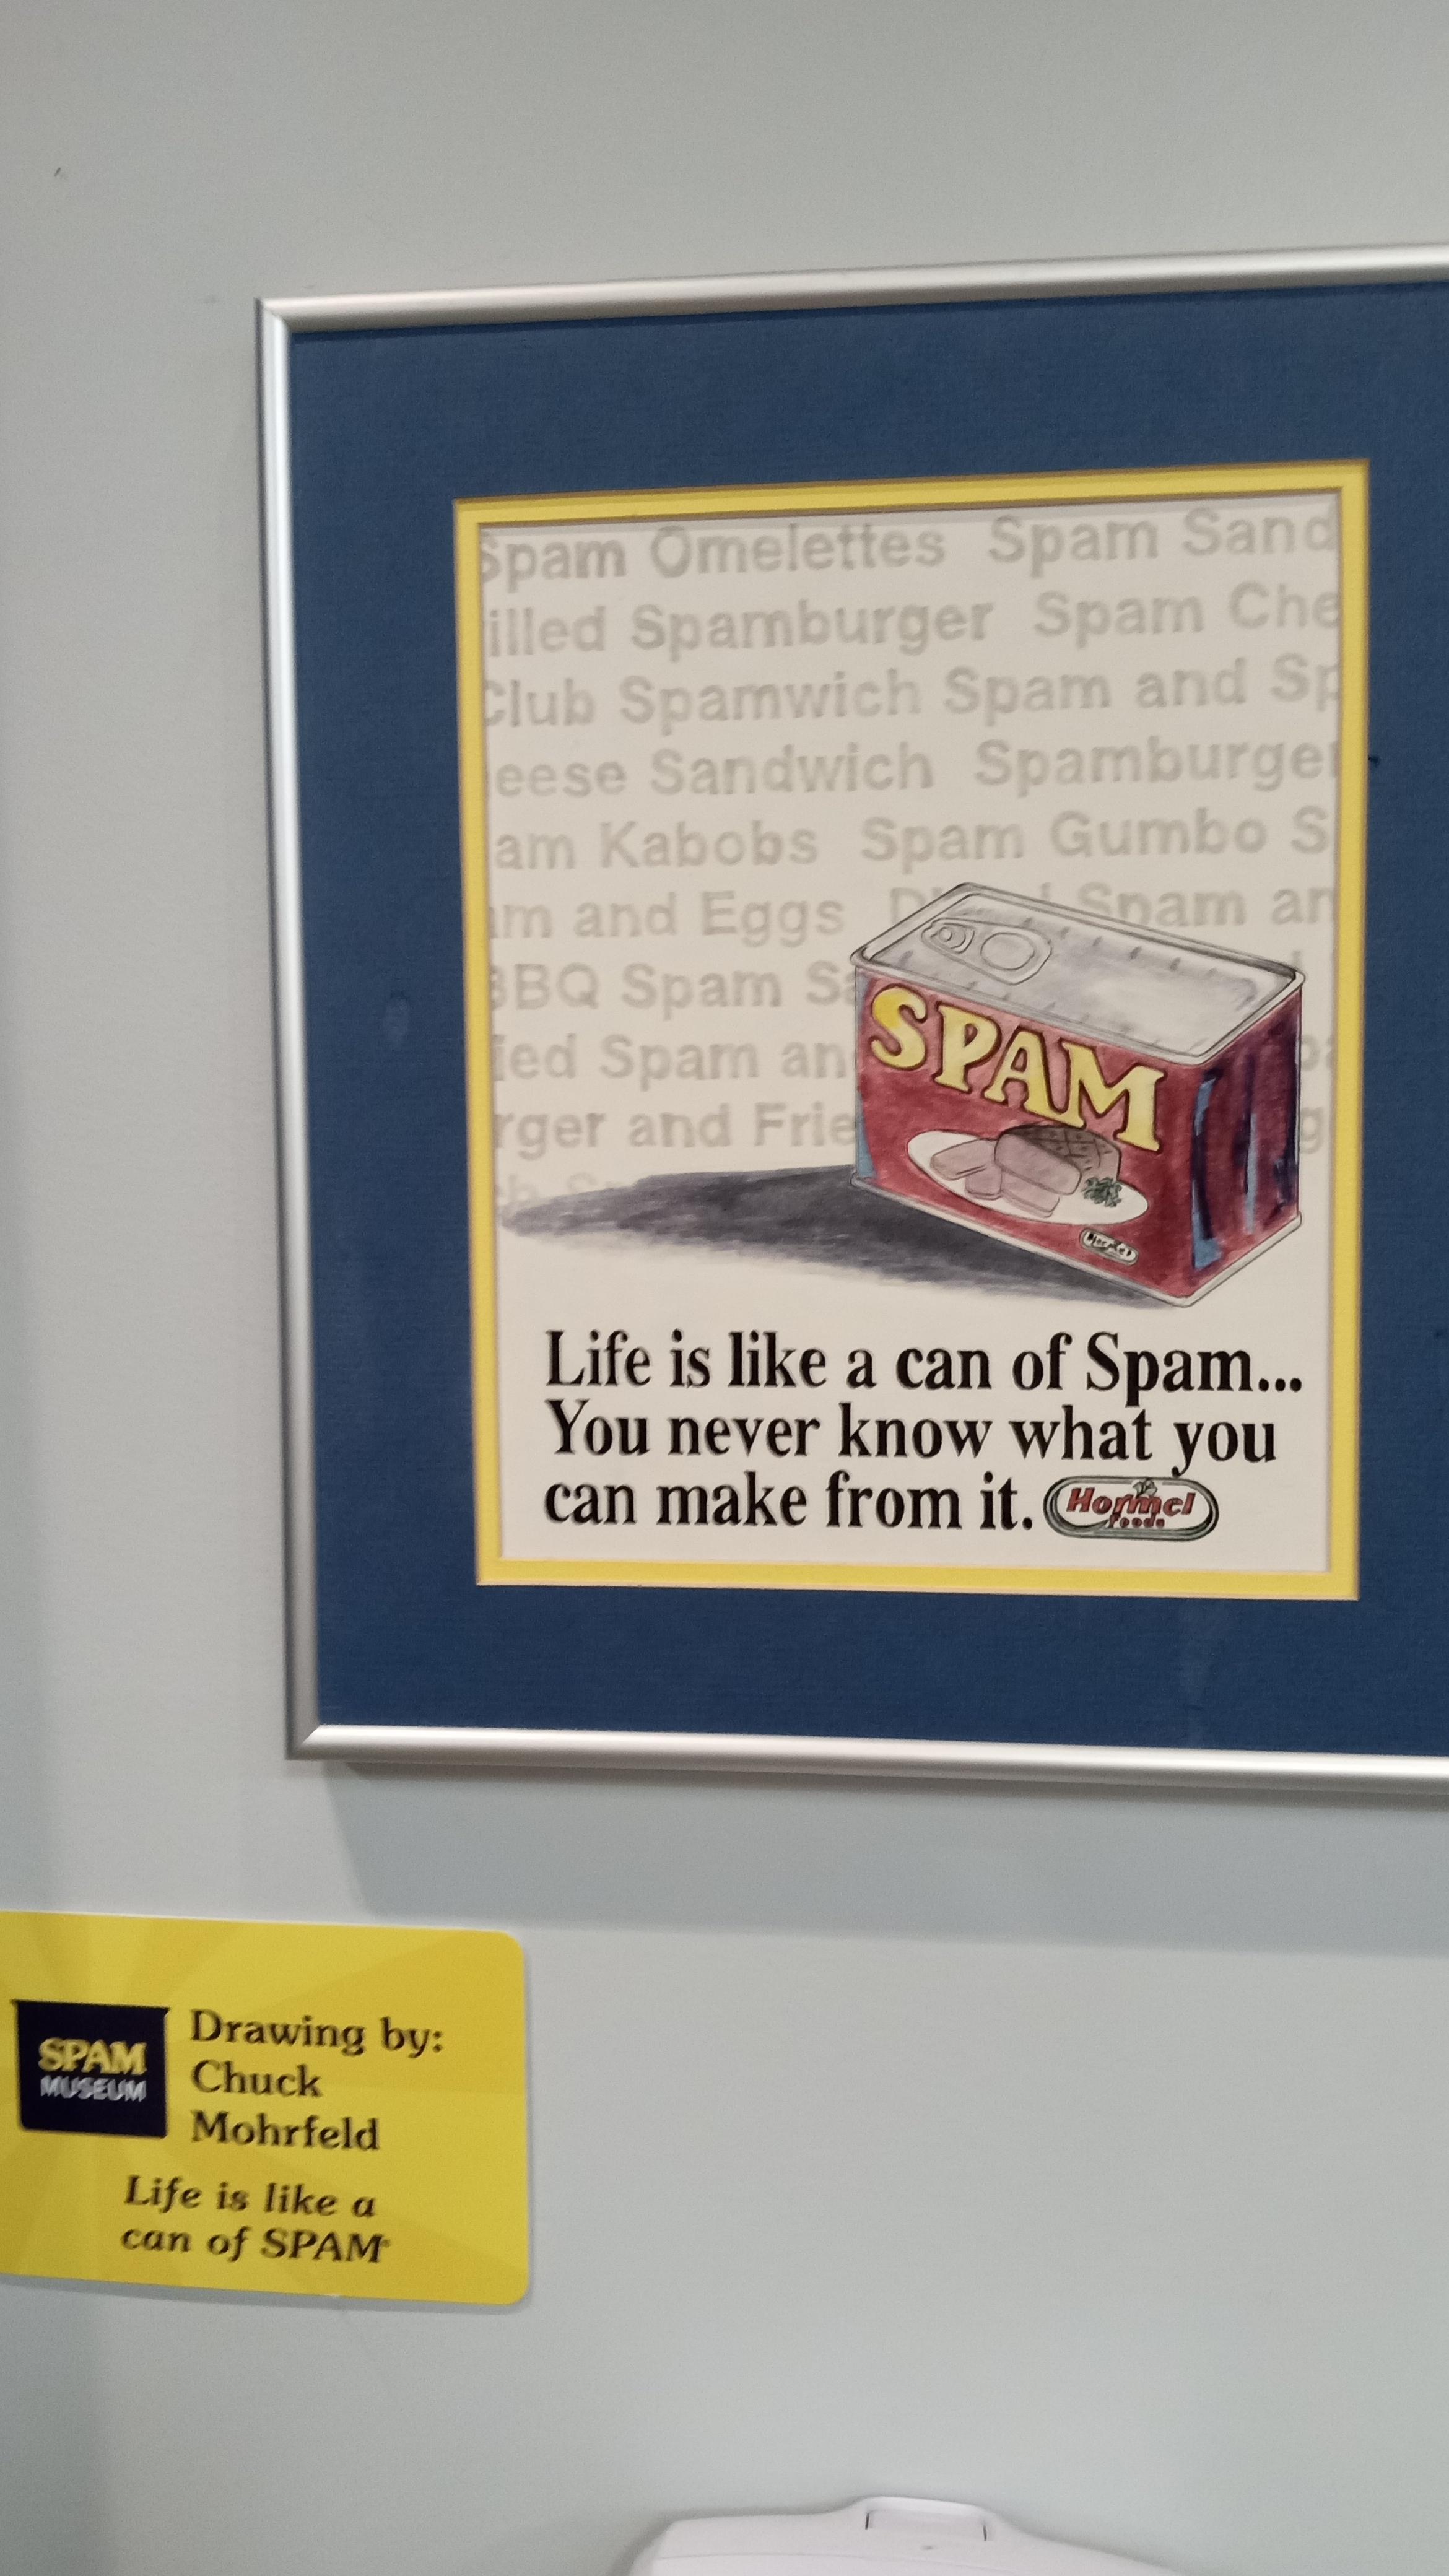 Spam Omelettes Spam Sand
illed Spamburger Spam Che
Club Spamwich Spam and Sp
eese Sandwich Spamburger
am Kabobs Spam Gumbo S
m and Eggs Spam an
BBQ Spam Sa
ied Spam an
rger and Frie
SPAM
Hormel
Life is like a can of Spam...
You never know what you
can make from it. Hormel
Foods
SPAM
MUSEUM
Drawing by:
Chuck
Mohrfeld
Life is like a
can of SPAM